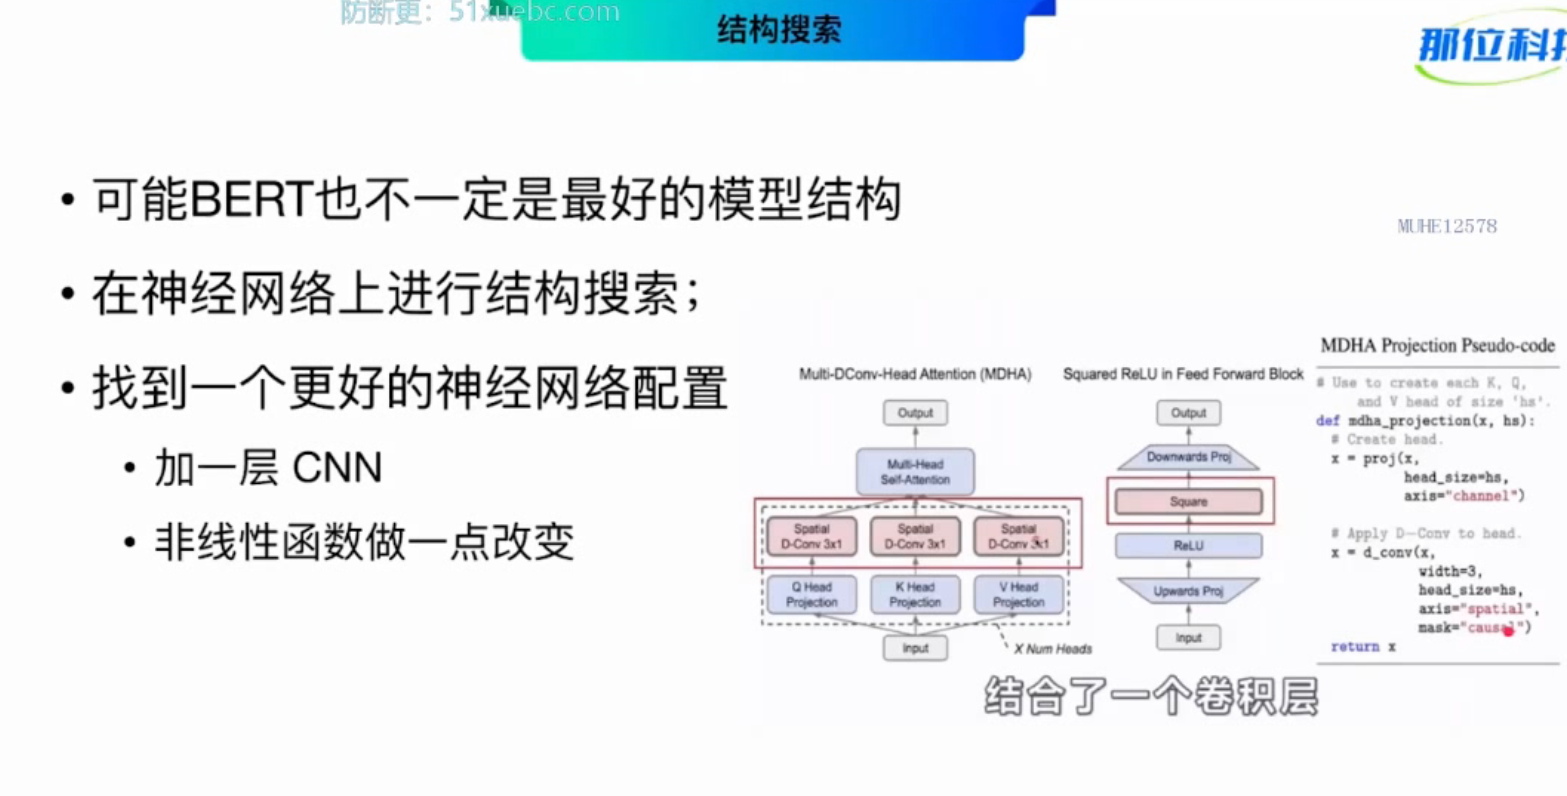 防断更：51xuebc.com
结构搜索
那位科技
MUHE12578
• 可能BERT也不一定是最好的模型结构
• 在神经网络上进行结构搜索；
• 找到一个更好的神经网络配置
• 加一层 CNN
• 非线性函数做一点改变
Multi-DConv-Head Attention (MDHA)
Output
Multi-Head
Self-Attention
Spatial
D-Conv 3x1
Spatial
D-Conv 3x1
Spatial
D-Conv 3x1
Q Head
Projection
K Head
Projection
V Head
Projection
Input
X Num Heads
Squared ReLU in Feed Forward Block
Output
Downwards Proj
Square
ReLU
Upwards Proj
Input
MDHA Projection Pseudo-code
# Use to create each K, Q,
and V head of size 'hs'.
def mdha_projection(x, hs):
# Create head.
x = proj(x,
head_size=hs,
axis="channel")
# Apply D-Conv to head.
x = d_conv(x,
width=3,
head_size=hs,
axis="spatial",
mask="causal")
return x
结合了一个卷积层